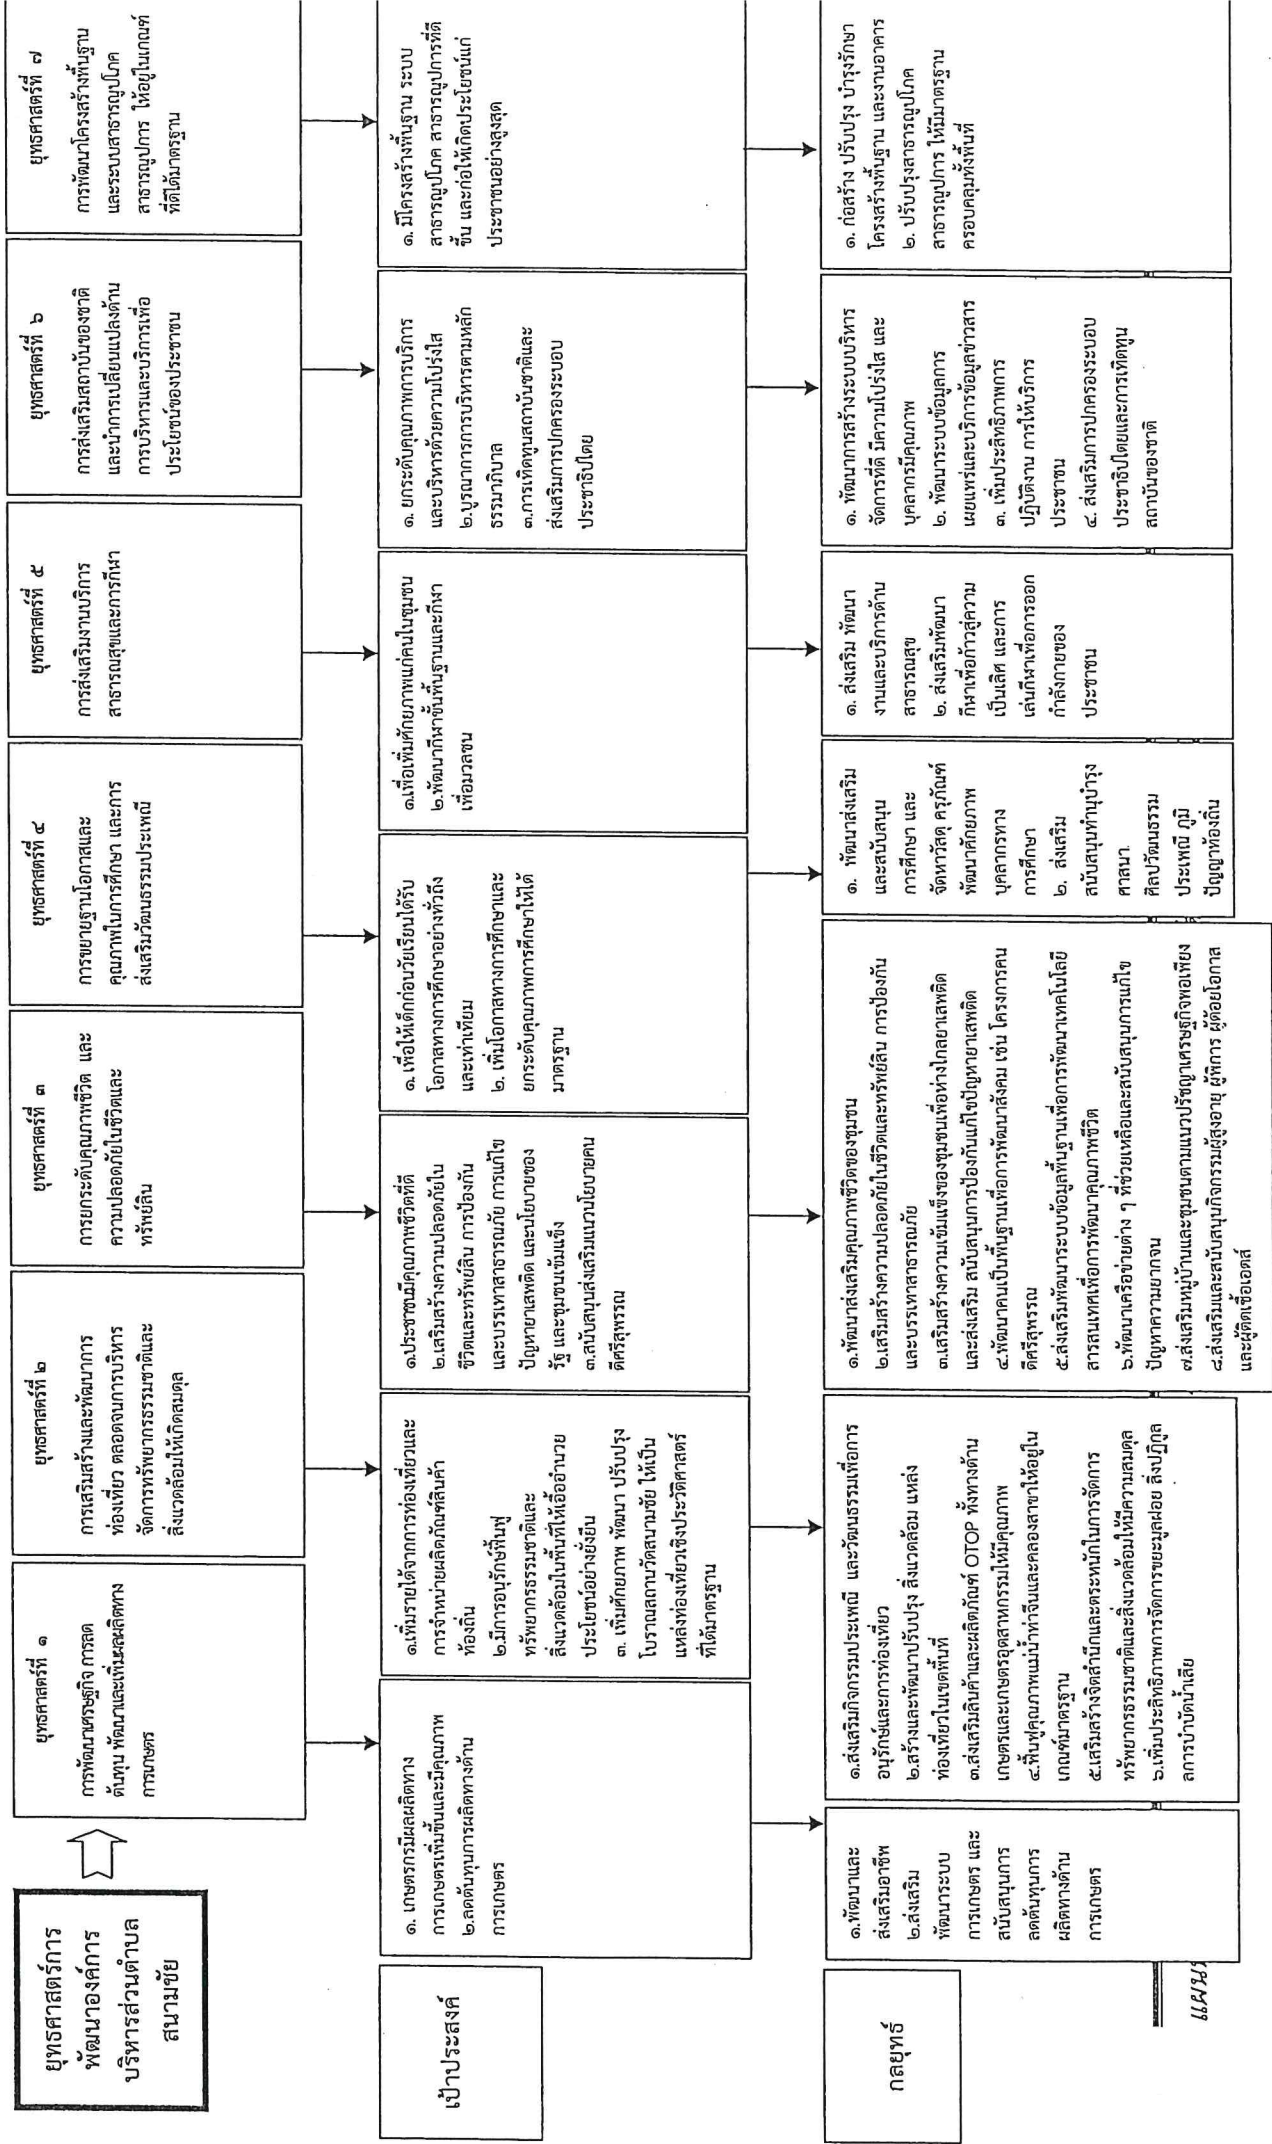 ยุทธศาสตร์การ
พัฒนาองค์การ
บริหารส่วนตำบล
สนามชัย
ยุทธศาสตร์ที่ ๑
การพัฒนาเศรษฐกิจ การลด
ต้นทุน พัฒนาและเพิ่มผลผลิตทาง
การเกษตร
ยุทธศาสตร์ที่ ๒
การเสริมสร้างและพัฒนาการ
ท่องเที่ยว ตลอดจนการบริหาร
จัดการทรัพยากรธรรมชาติและ
สิ่งแวดล้อมให้เกิดสมดุล
ยุทธศาสตร์ที่ ๓
การยกระดับคุณภาพชีวิต และ
ความปลอดภัยในชีวิตและ
ทรัพย์สิน
ยุทธศาสตร์ที่ ๔
การขยายฐานโอกาสและ
คุณภาพในการศึกษา และการ
ส่งเสริมวัฒนธรรมประเพณี
ยุทธศาสตร์ที่ ๕
การส่งเสริมงานบริการ
สาธารณสุขและการกีฬา
ยุทธศาสตร์ที่ ๖
การส่งเสริมสถาบันของชาติ
และนำการเปลี่ยนแปลงด้าน
การบริหารและบริการเพื่อ
ประโยชน์ของประชาชน
ยุทธศาสตร์ที่ ๗
การพัฒนาโครงสร้างพื้นฐาน
และระบบสาธารณูปโภค
สาธารณูปการ ให้อยู่ในเกณฑ์
ที่ดีได้มาตรฐาน
เป้าประสงค์
๑. เกษตรกรมีผลผลิตทาง
การเกษตรเพิ่มขึ้นและมีคุณภาพ
๒.ลดต้นทุนการผลิตทางด้าน
การเกษตร
๑.เพิ่มรายได้จากการท่องเที่ยวและ
การจำหน่ายผลิตภัณฑ์สินค้า
ท้องถิ่น
๒.มีการอนุรักษ์ฟื้นฟู
ทรัพยากรธรรมชาติและ
สิ่งแวดล้อมในพื้นที่ให้เอื้ออำนวย
ประโยชน์อย่างยั่งยืน
๓. เพิ่มศักยภาพ พัฒนา ปรับปรุง
โบราณสถานวัดสนามชัย ให้เป็น
แหล่งท่องเที่ยวเชิงประวัติศาสตร์
ที่ได้มาตรฐาน
๑.ประชาชนมีคุณภาพชีวิตที่ดี
๒.เสริมสร้างความปลอดภัยใน
ชีวิตและทรัพย์สิน การป้องกัน
และบรรเทาสาธารณภัย การแก้ไข
ปัญหายาเสพติด และนโยบายของ
รัฐ และชุมชนเข้มแข็ง
๓.สนับสนุนส่งเสริมแนวนโยบายคน
ดีศรีสุพรรณ
๑. เพื่อให้เด็กก่อนวัยเรียนได้รับ
โอกาสทางการศึกษาอย่างทั่วถึง
และเท่าเทียม
๒. เพิ่มโอกาสทางการศึกษาและ
ยกระดับคุณภาพการศึกษาให้ได้
มาตรฐาน
๑.เพื่อเพิ่มศักยภาพแก่คนในชุมชน
๒.พัฒนากีฬาขั้นพื้นฐานและกีฬา
เพื่อมวลชน
๑. ยกระดับคุณภาพการบริการ
และบริหารด้วยความโปร่งใส
๒.บูรณาการการบริหารตามหลัก
ธรรมาภิบาล
๓.การเทิดทูนสถาบันชาติและ
ส่งเสริมการปกครองระบอบ
ประชาธิปไตย
๑. มีโครงสร้างพื้นฐาน ระบบ
สาธารณูปโภค สาธารณูปการที่ดี
ขึ้น และก่อให้เกิดประโยชน์แก่
ประชาชนอย่างสูงสุด
กลยุทธ์
๑.พัฒนาและ
ส่งเสริมอาชีพ
๒.ส่งเสริม
พัฒนาระบบ
การเกษตร และ
สนับสนุนการ
ลดต้นทุนการ
ผลิตทางด้าน
การเกษตร
๑.ส่งเสริมกิจกรรมประเพณี และวัฒนธรรมเพื่อการ
อนุรักษ์และการท่องเที่ยว
๒.สร้างและพัฒนาปรับปรุง สิ่งแวดล้อม แหล่ง
ท่องเที่ยวในเขตพื้นที่
๓.ส่งเสริมสินค้าและผลิตภัณฑ์ OTOP ทั้งทางด้าน
เกษตรและเกษตรอุตสาหกรรมให้มีคุณภาพ
๔.ฟื้นฟูคุณภาพแม่น้ำท่าจีนและคลองสาขาให้อยู่ใน
เกณฑ์มาตรฐาน
๕.เสริมสร้างจิตสำนึกและตระหนักในการจัดการ
ทรัพยากรธรรมชาติและสิ่งแวดล้อมให้มีความสมดุล
๖.เพิ่มประสิทธิภาพการจัดการขยะมูลฝอย สิ่งปฏิกูล
ลการบำบัดน้ำเสีย
๑.พัฒนาส่งเสริมคุณภาพชีวิตของชุมชน
๒.เสริมสร้างความปลอดภัยในชีวิตและทรัพย์สิน การป้องกัน
และบรรเทาสาธารณภัย
๓.เสริมสร้างความเข้มแข็งของชุมชนเพื่อห่างไกลยาเสพติด
และส่งเสริม สนับสนุนการป้องกันแก้ไขปัญหายาเสพติด
๔.พัฒนาคนเป็นพื้นฐานเพื่อการพัฒนาสังคม เช่น โครงการคน
ดีศรีสุพรรณ
๕.ส่งเสริมพัฒนาระบบข้อมูลพื้นฐานเพื่อการพัฒนาเทคโนโลยี
สารสนเทศเพื่อการพัฒนาคุณภาพชีวิต
๖.พัฒนาเครือข่ายต่าง ๆ ที่ช่วยเหลือและสนับสนุนการแก้ไข
ปัญหาความยากจน
๗.ส่งเสริมหมู่บ้านและชุมชนตามแนวปรัชญาเศรษฐกิจพอเพียง
๘.ส่งเสริมและสนับสนุนกิจกรรมผู้สูงอายุ ผู้พิการ ผู้ด้อยโอกาส
และผู้ติดเชื้อเอดส์
๑. พัฒนาส่งเสริม
และสนับสนุน
การศึกษา และ
จัดหาวัสดุ ครุภัณฑ์
พัฒนาศักยภาพ
บุคลากรทาง
การศึกษา
๒. ส่งเสริม
สนับสนุนทำนุบำรุง
ศาสนา
ศิลปวัฒนธรรม
ประเพณี ภูมิ
ปัญญาท้องถิ่น
๑. ส่งเสริม พัฒนา
งานและบริการด้าน
สาธารณสุข
๒. ส่งเสริมพัฒนา
กีฬาเพื่อก้าวสู่ความ
เป็นเลิศ และการ
เล่นกีฬาเพื่อการออก
กำลังกายของ
ประชาชน
๑. พัฒนาการสร้างระบบบริหาร
จัดการที่ดี มีความโปร่งใส และ
บุคลากรมีคุณภาพ
๒. พัฒนาระบบข้อมูลการ
เผยแพร่และบริการข้อมูลข่าวสาร
๓. เพิ่มประสิทธิภาพการ
ปฏิบัติงาน การให้บริการ
ประชาชน
๔. ส่งเสริมการปกครองระบอบ
ประชาธิปไตยและการเทิดทูน
สถาบันของชาติ
๑. ก่อสร้าง ปรับปรุง บำรุงรักษา
โครงสร้างพื้นฐาน และงานอาคาร
๒. ปรับปรุงสาธารณูปโภค
สาธารณูปการ ให้มีมาตรฐาน
ครอบคลุมทั้งพื้นที่